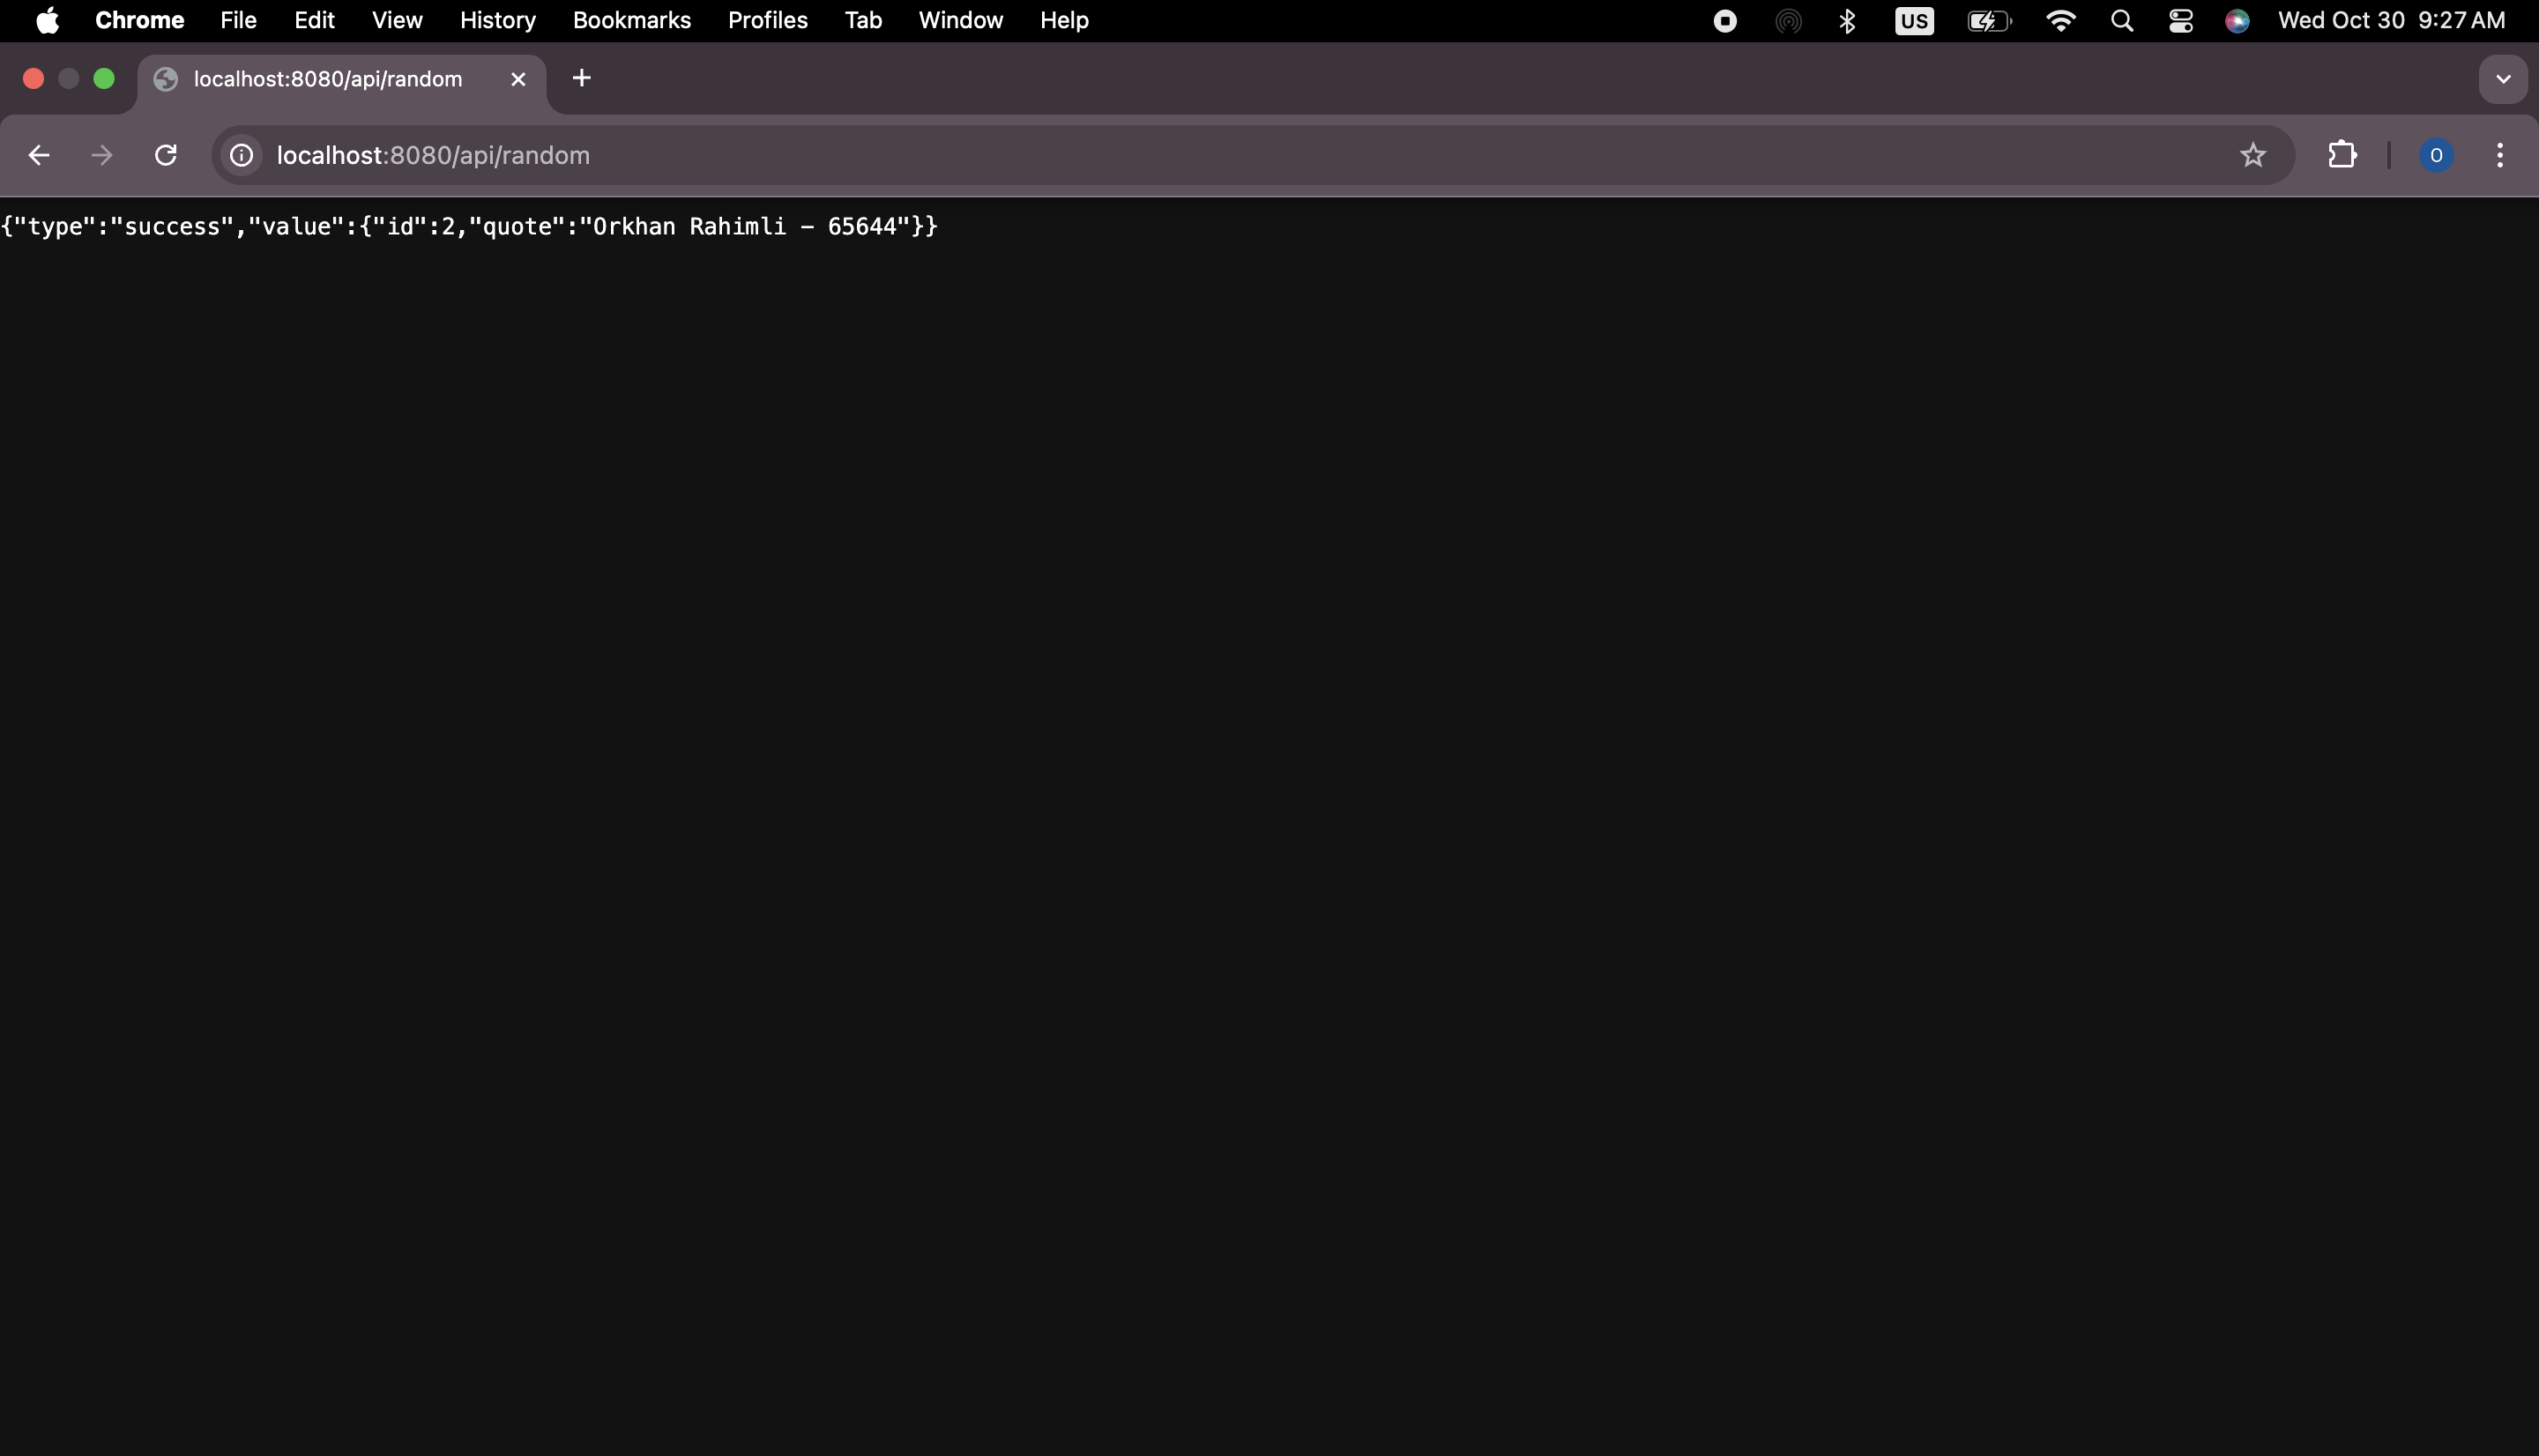 Chrome File Edit View History Bookmarks Profiles Tab Window Help US Wed Oct 30 9:27 AM
localhost:8080/api/random
localhost:8080/api/random O
{"type":"success","value":{"id":2,"quote":"Orkhan Rahimli - 65644"}}